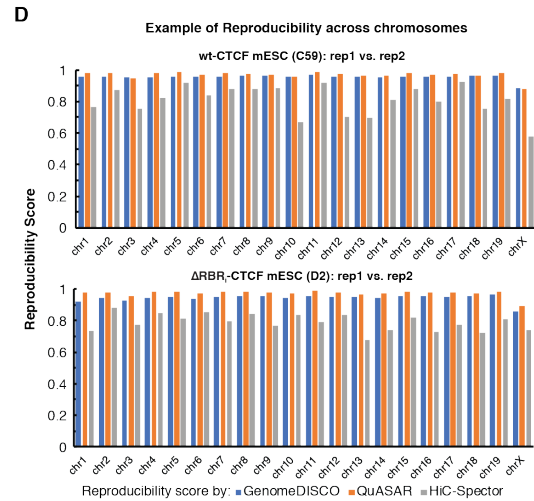 D
Example of Reproducibility across chromosomes
wt-CTCF mESC (C59): rep1 vs. rep2
1
0.8
0.6
0.4
0.2
0
chr1 chr2 chr3 chr4 chr5 chr6 chr7 chr8 chr9 chr10 chr11 chr12 chr13 chr14 chr15 chr16 chr17 chr18 chr19 chrX
Reproducibility Score
ΔRBRi-CTCF mESC (D2): rep1 vs. rep2
1
0.8
0.6
0.4
0.2
0
chr1 chr2 chr3 chr4 chr5 chr6 chr7 chr8 chr9 chr10 chr11 chr12 chr13 chr14 chr15 chr16 chr17 chr18 chr19 chrX
Reproducibility score by: GenomeDISCO QuASAR HiC-Spector